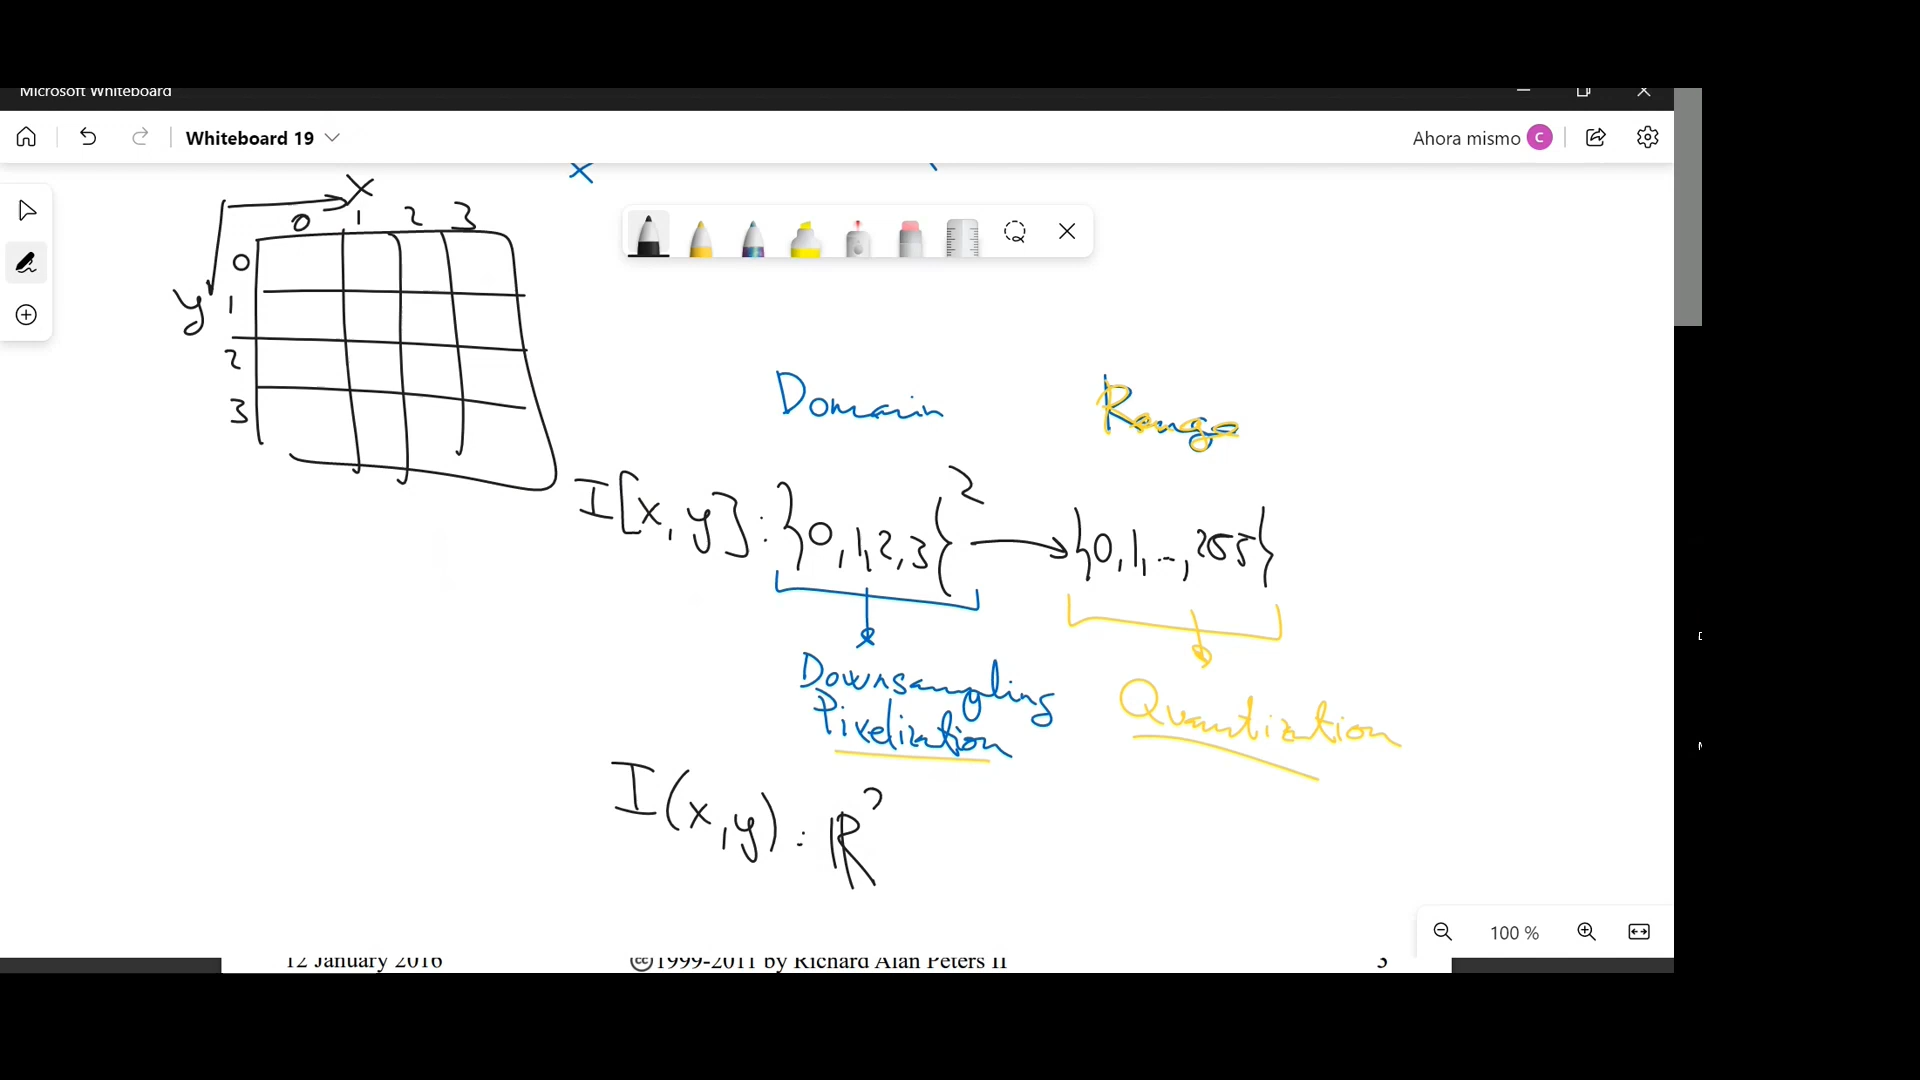 Microsoft Whiteboard
Whiteboard 19
Ahora mismo C
x
X
0 1 2 3
0
y 1
2
3
Domain Range
I[x,y]: }0,1,2,3{² → }0,1,..,255}
Downsampling
Pixelization
Quantization
I(x,y): ℝ²
100 %
12 January 2016 1999-2011 by Richard Alan Peters II 3